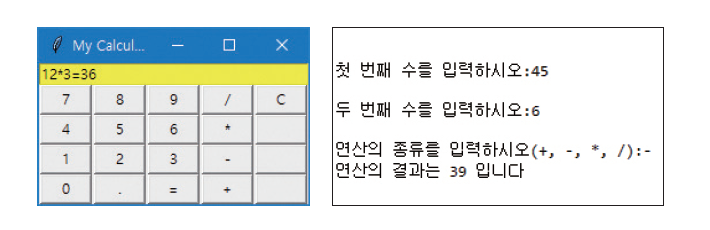 My Calcul...
12*3=36
7 8 9 / C
4 5 6 *
1 2 3 -
0 . = +
첫 번째 수를 입력하시오:45
두 번째 수를 입력하시오:6
연산의 종류를 입력하시오(+, -, *, /):-
연산의 결과는 39 입니다